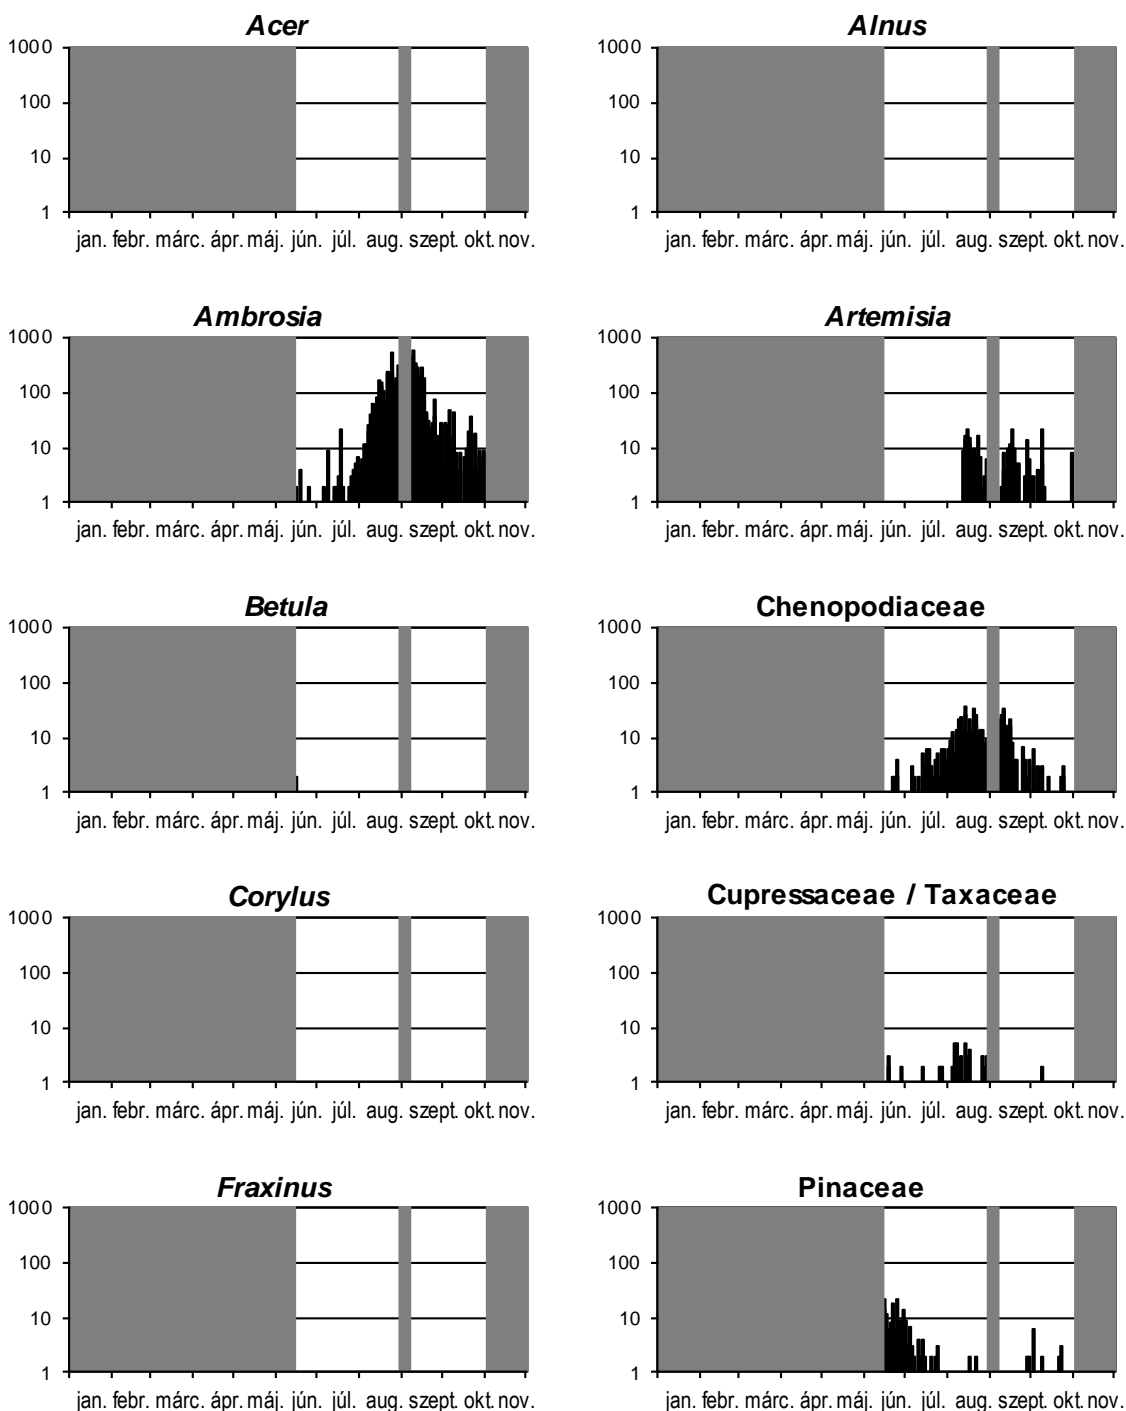 Acer
1000
100
10
1
jan. febr. márc. ápr. máj. jún. júl. aug. szept. okt. nov.
Alnus
1000
100
10
1
jan. febr. márc. ápr. máj. jún. júl. aug. szept. okt. nov.
Ambrosia
1000
100
10
1
jan. febr. márc. ápr. máj. jún. júl. aug. szept. okt. nov.
Artemisia
1000
100
10
1
jan. febr. márc. ápr. máj. jún. júl. aug. szept. okt. nov.
Betula
1000
100
10
1
jan. febr. márc. ápr. máj. jún. júl. aug. szept. okt. nov.
Chenopodiaceae
1000
100
10
1
jan. febr. márc. ápr. máj. jún. júl. aug. szept. okt. nov.
Corylus
1000
100
10
1
jan. febr. márc. ápr. máj. jún. júl. aug. szept. okt. nov.
Cupressaceae / Taxaceae
1000
100
10
1
jan. febr. márc. ápr. máj. jún. júl. aug. szept. okt. nov.
Fraxinus
1000
100
10
1
jan. febr. márc. ápr. máj. jún. júl. aug. szept. okt. nov.
Pinaceae
1000
100
10
1
jan. febr. márc. ápr. máj. jún. júl. aug. szept. okt. nov.